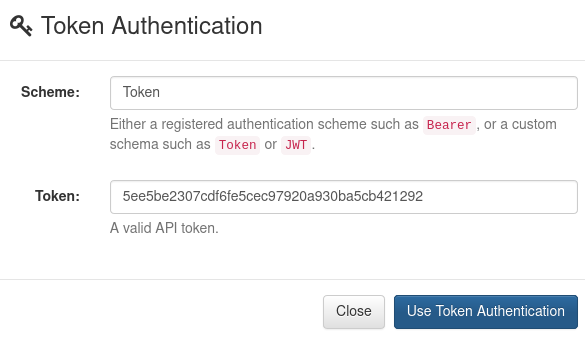 Token Authentication
Scheme:
Token
Either a registered authentication scheme such as Bearer, or a custom
schema such as Token or JWT.
Token:
5ee5be2307cdf6fe5cec97920a930ba5cb421292
A valid API token.
Close
Use Token Authentication